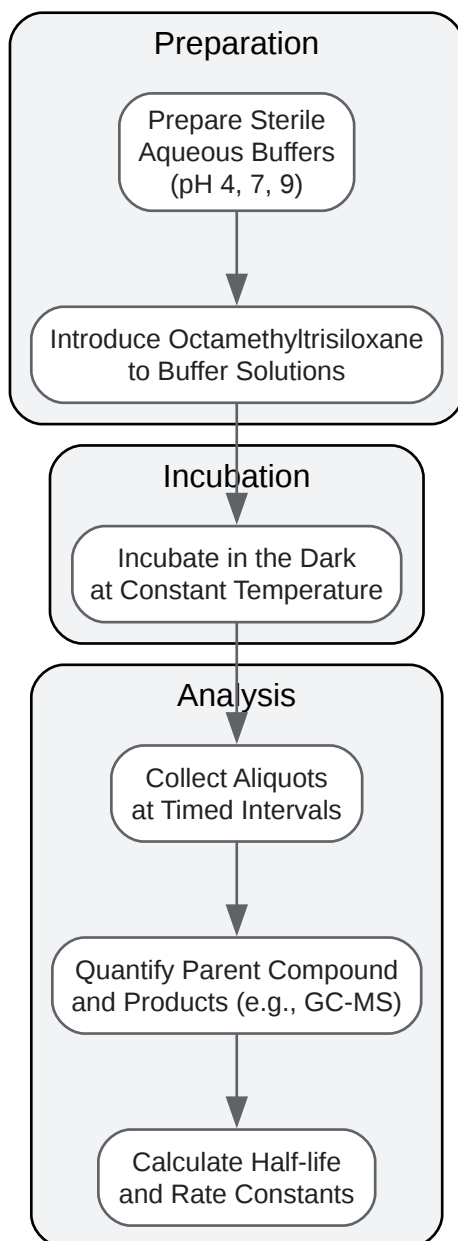 Preparation
Prepare Sterile
Aqueous Buffers
(pH 4, 7, 9)
Introduce Octamethyltrisiloxane
to Buffer Solutions
Incubation
Incubate in the Dark
at Constant Temperature
Analysis
Collect Aliquots
at Timed Intervals
Quantify Parent Compound
and Products (e.g., GC-MS)
Calculate Half-life
and Rate Constants